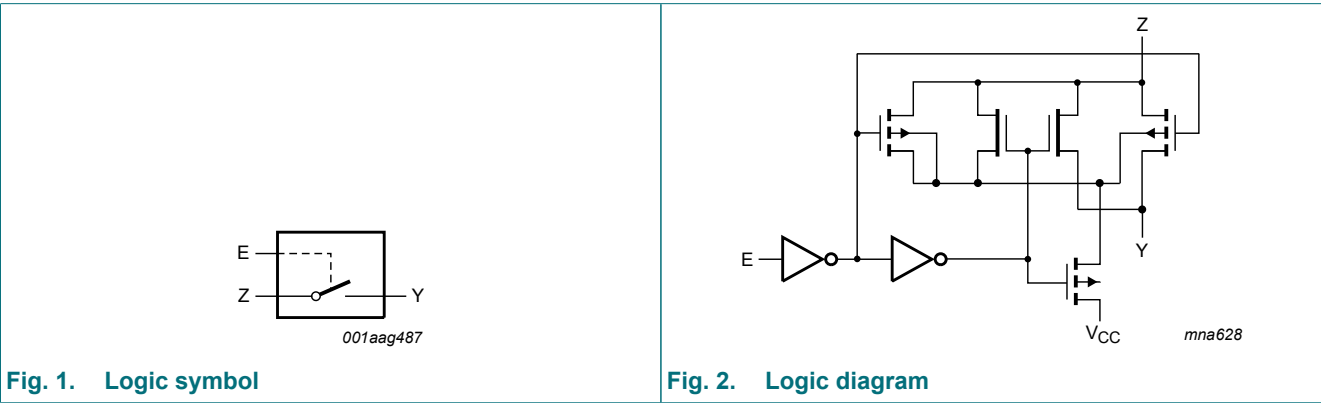 E
Z
Y
001aag487
Fig. 1. Logic symbol
Z
E
Y
VCC
mna628
Fig. 2. Logic diagram